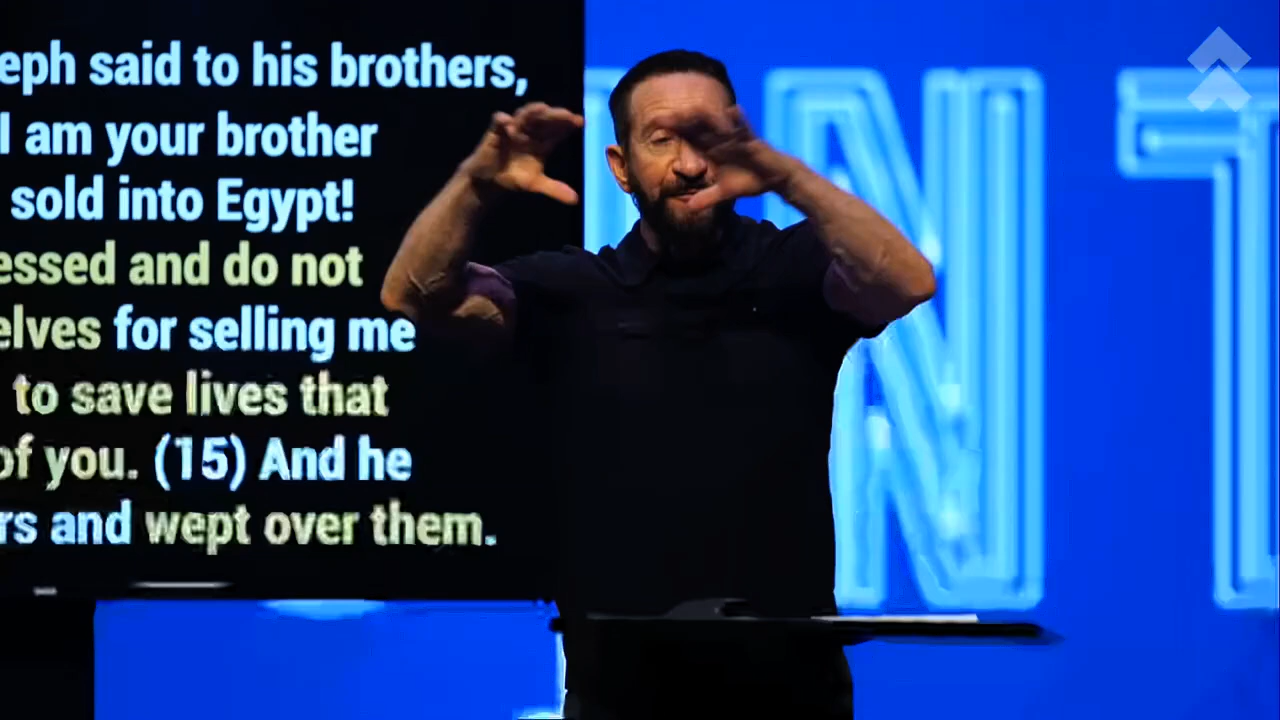 eph said to his brothers,
I am your brother
sold into Egypt!
essed and do not
elves for selling me
to save lives that
of you. (15) And he
rs and wept over them.
NT